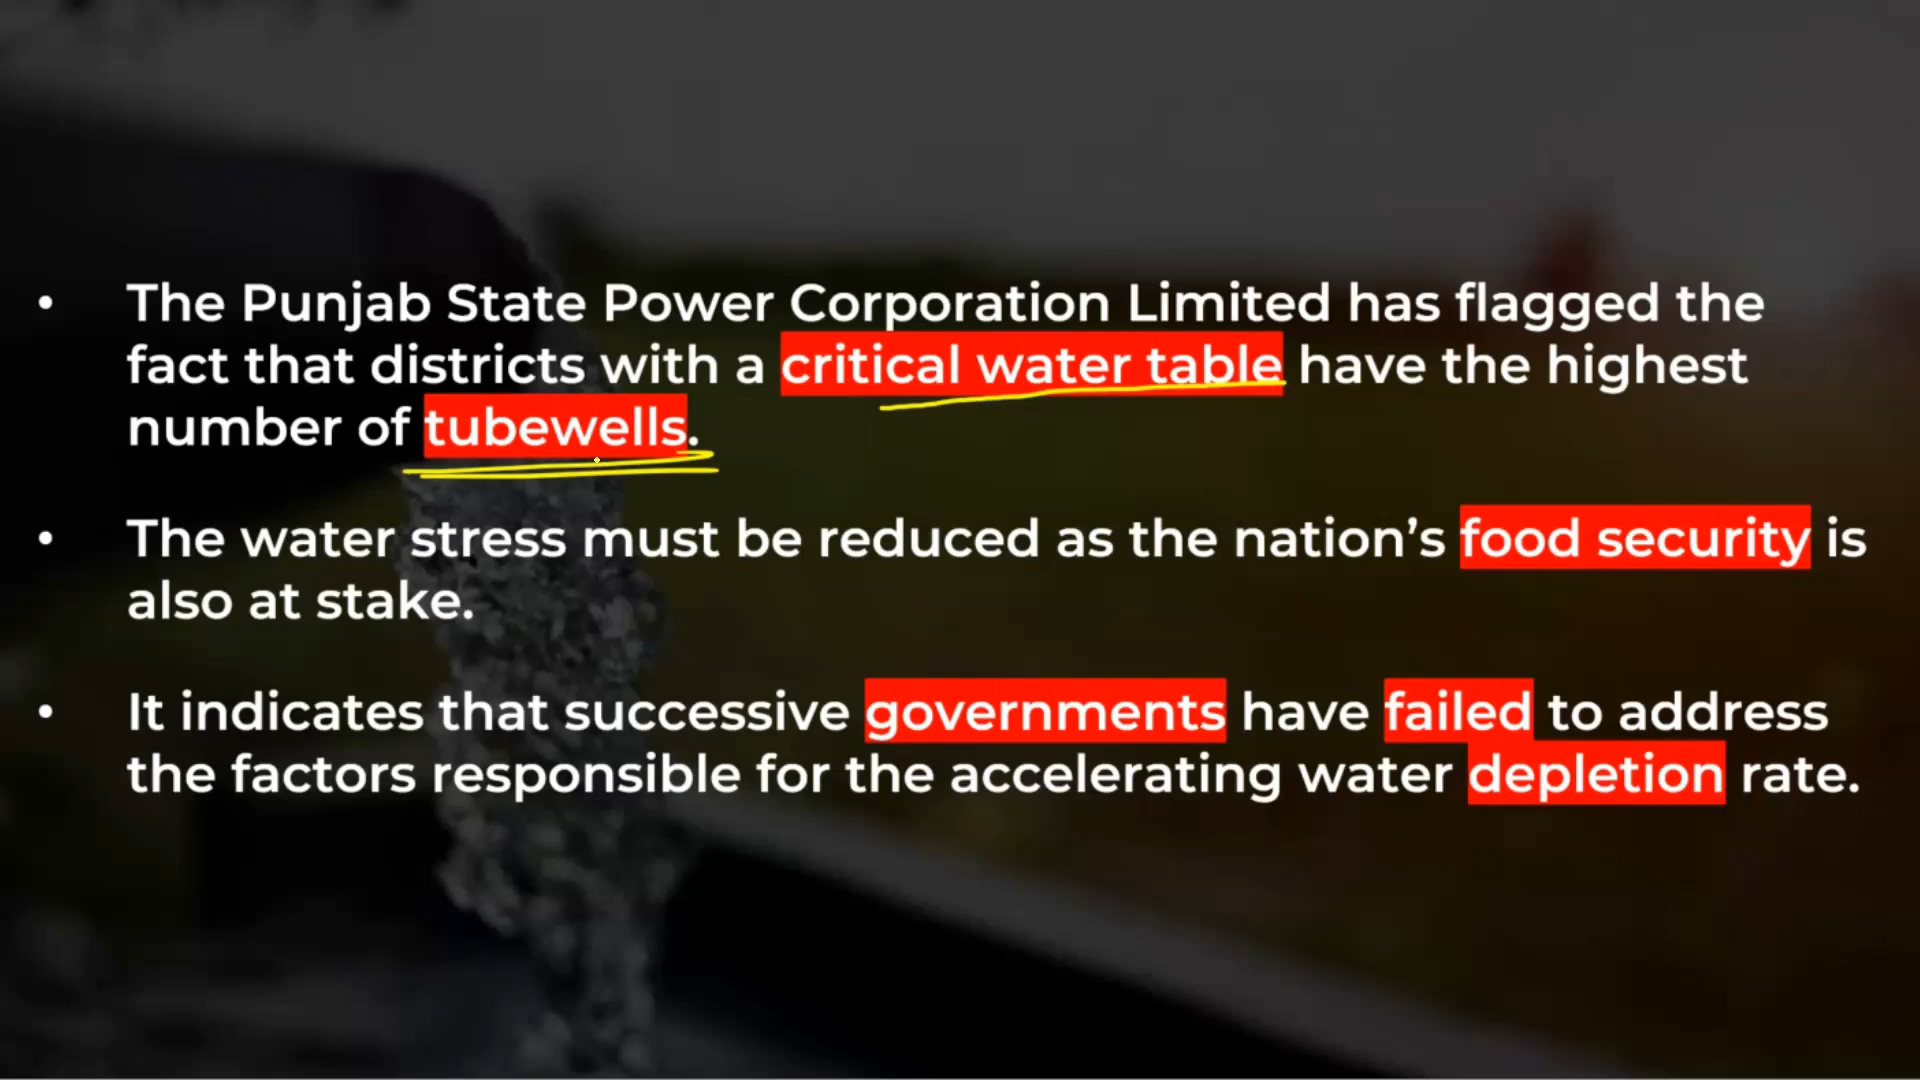 • The Punjab State Power Corporation Limited has flagged the
fact that districts with a critical water table have the highest
number of tubewells.
• The water stress must be reduced as the nation’s food security is
also at stake.
• It indicates that successive governments have failed to address
the factors responsible for the accelerating water depletion rate.